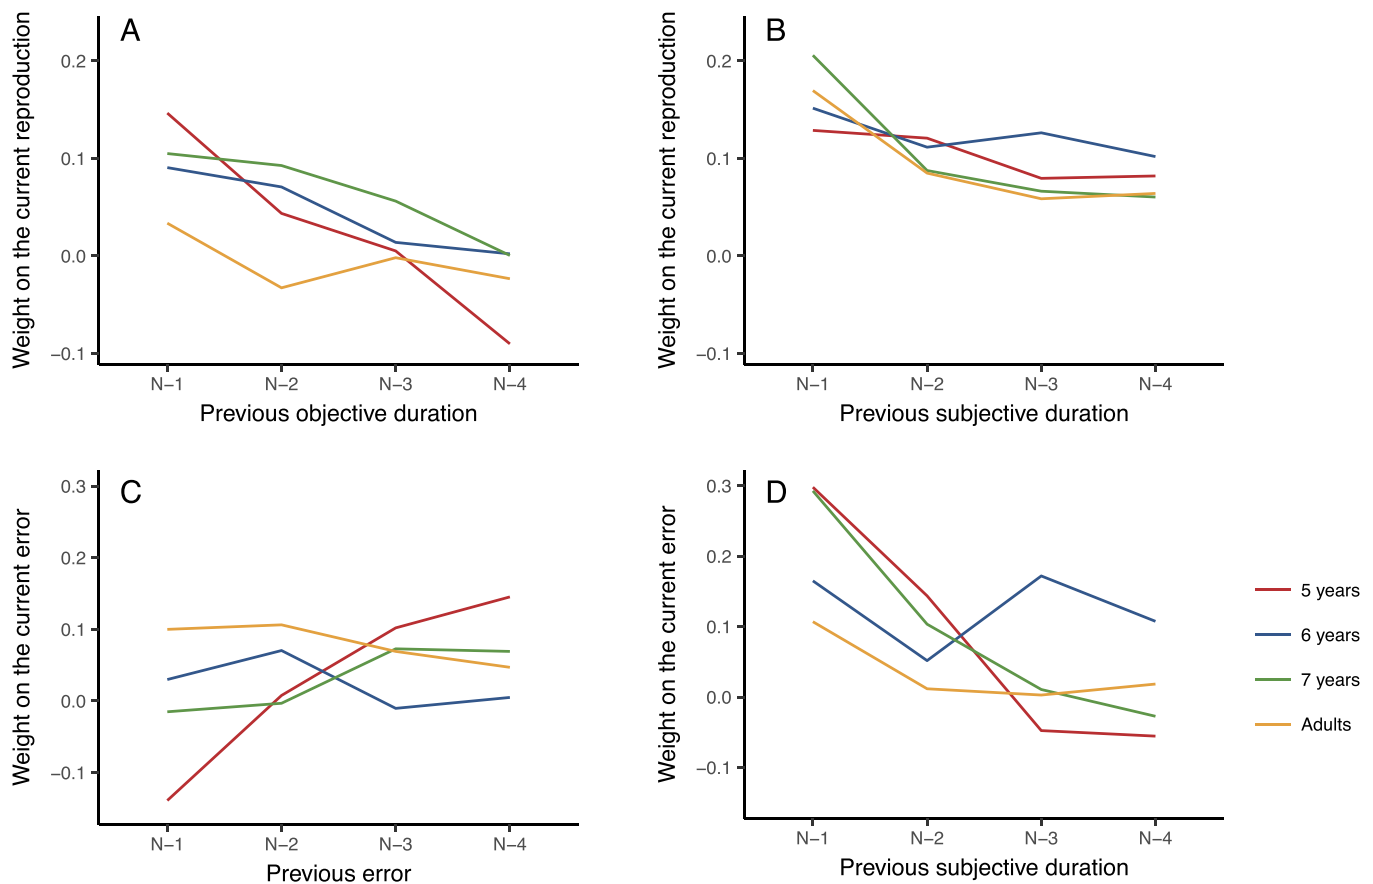 A
Weight on the current reproduction
0.2
0.1
0.0
−0.1
N−1 N−2 N−3 N−4
Previous objective duration
B
Weight on the current reproduction
0.2
0.1
0.0
−0.1
N−1 N−2 N−3 N−4
Previous subjective duration
C
Weight on the current error
0.3
0.2
0.1
0.0
−0.1
N−1 N−2 N−3 N−4
Previous error
D
Weight on the current error
0.3
0.2
0.1
0.0
−0.1
N−1 N−2 N−3 N−4
Previous subjective duration
5 years
6 years
7 years
Adults